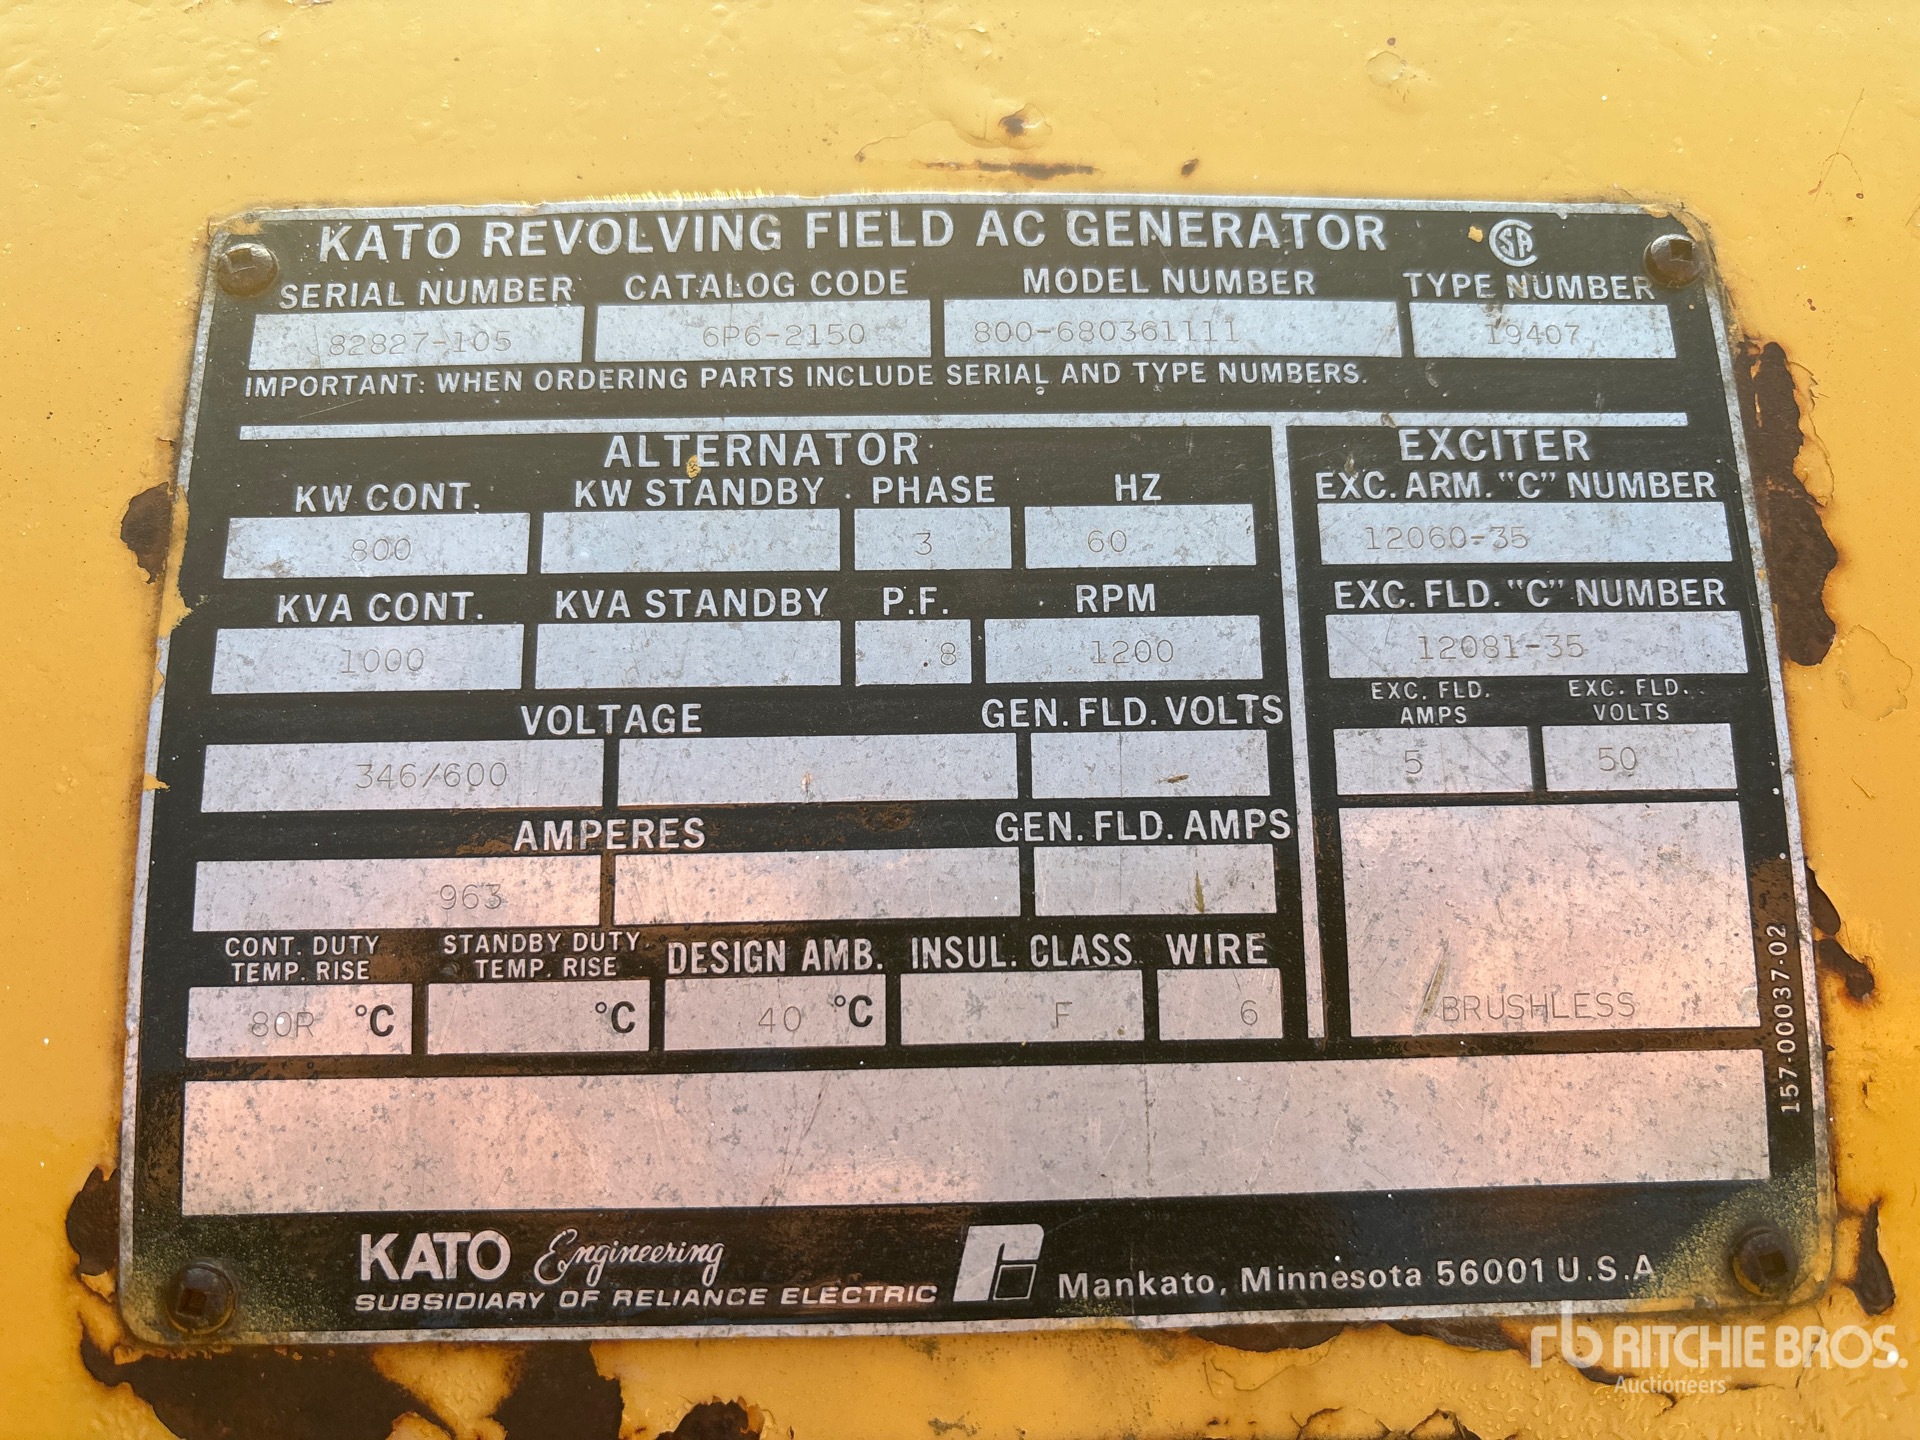 KATO REVOLVING FIELD AC GENERATOR CSA
SERIAL NUMBER CATALOG CODE MODEL NUMBER TYPE NUMBER
82827-105 6P6-2150 800-680361111 19407
IMPORTANT: WHEN ORDERING PARTS INCLUDE SERIAL AND TYPE NUMBERS.
ALTERNATOR
KW CONT. KW STANDBY PHASE HZ
800 3 60
KVA CONT. KVA STANDBY P.F. RPM
1000 .8 1200
VOLTAGE GEN. FLD. VOLTS
346/600
AMPERES GEN. FLD. AMPS
963
CONT. DUTY TEMP. RISE STANDBY DUTY TEMP. RISE DESIGN AMB. INSUL. CLASS WIRE
80R °C °C 40 °C F 6
EXCITER
EXC. ARM. "C" NUMBER
12060-35
EXC. FLD. "C" NUMBER
12081-35
EXC. FLD. AMPS EXC. FLD. VOLTS
5 50
BRUSHLESS
157-00037-02
KATO Engineering
SUBSIDIARY OF RELIANCE ELECTRIC
Mankato, Minnesota 56001 U.S.A
rb RITCHIE BROS.
Auctioneers